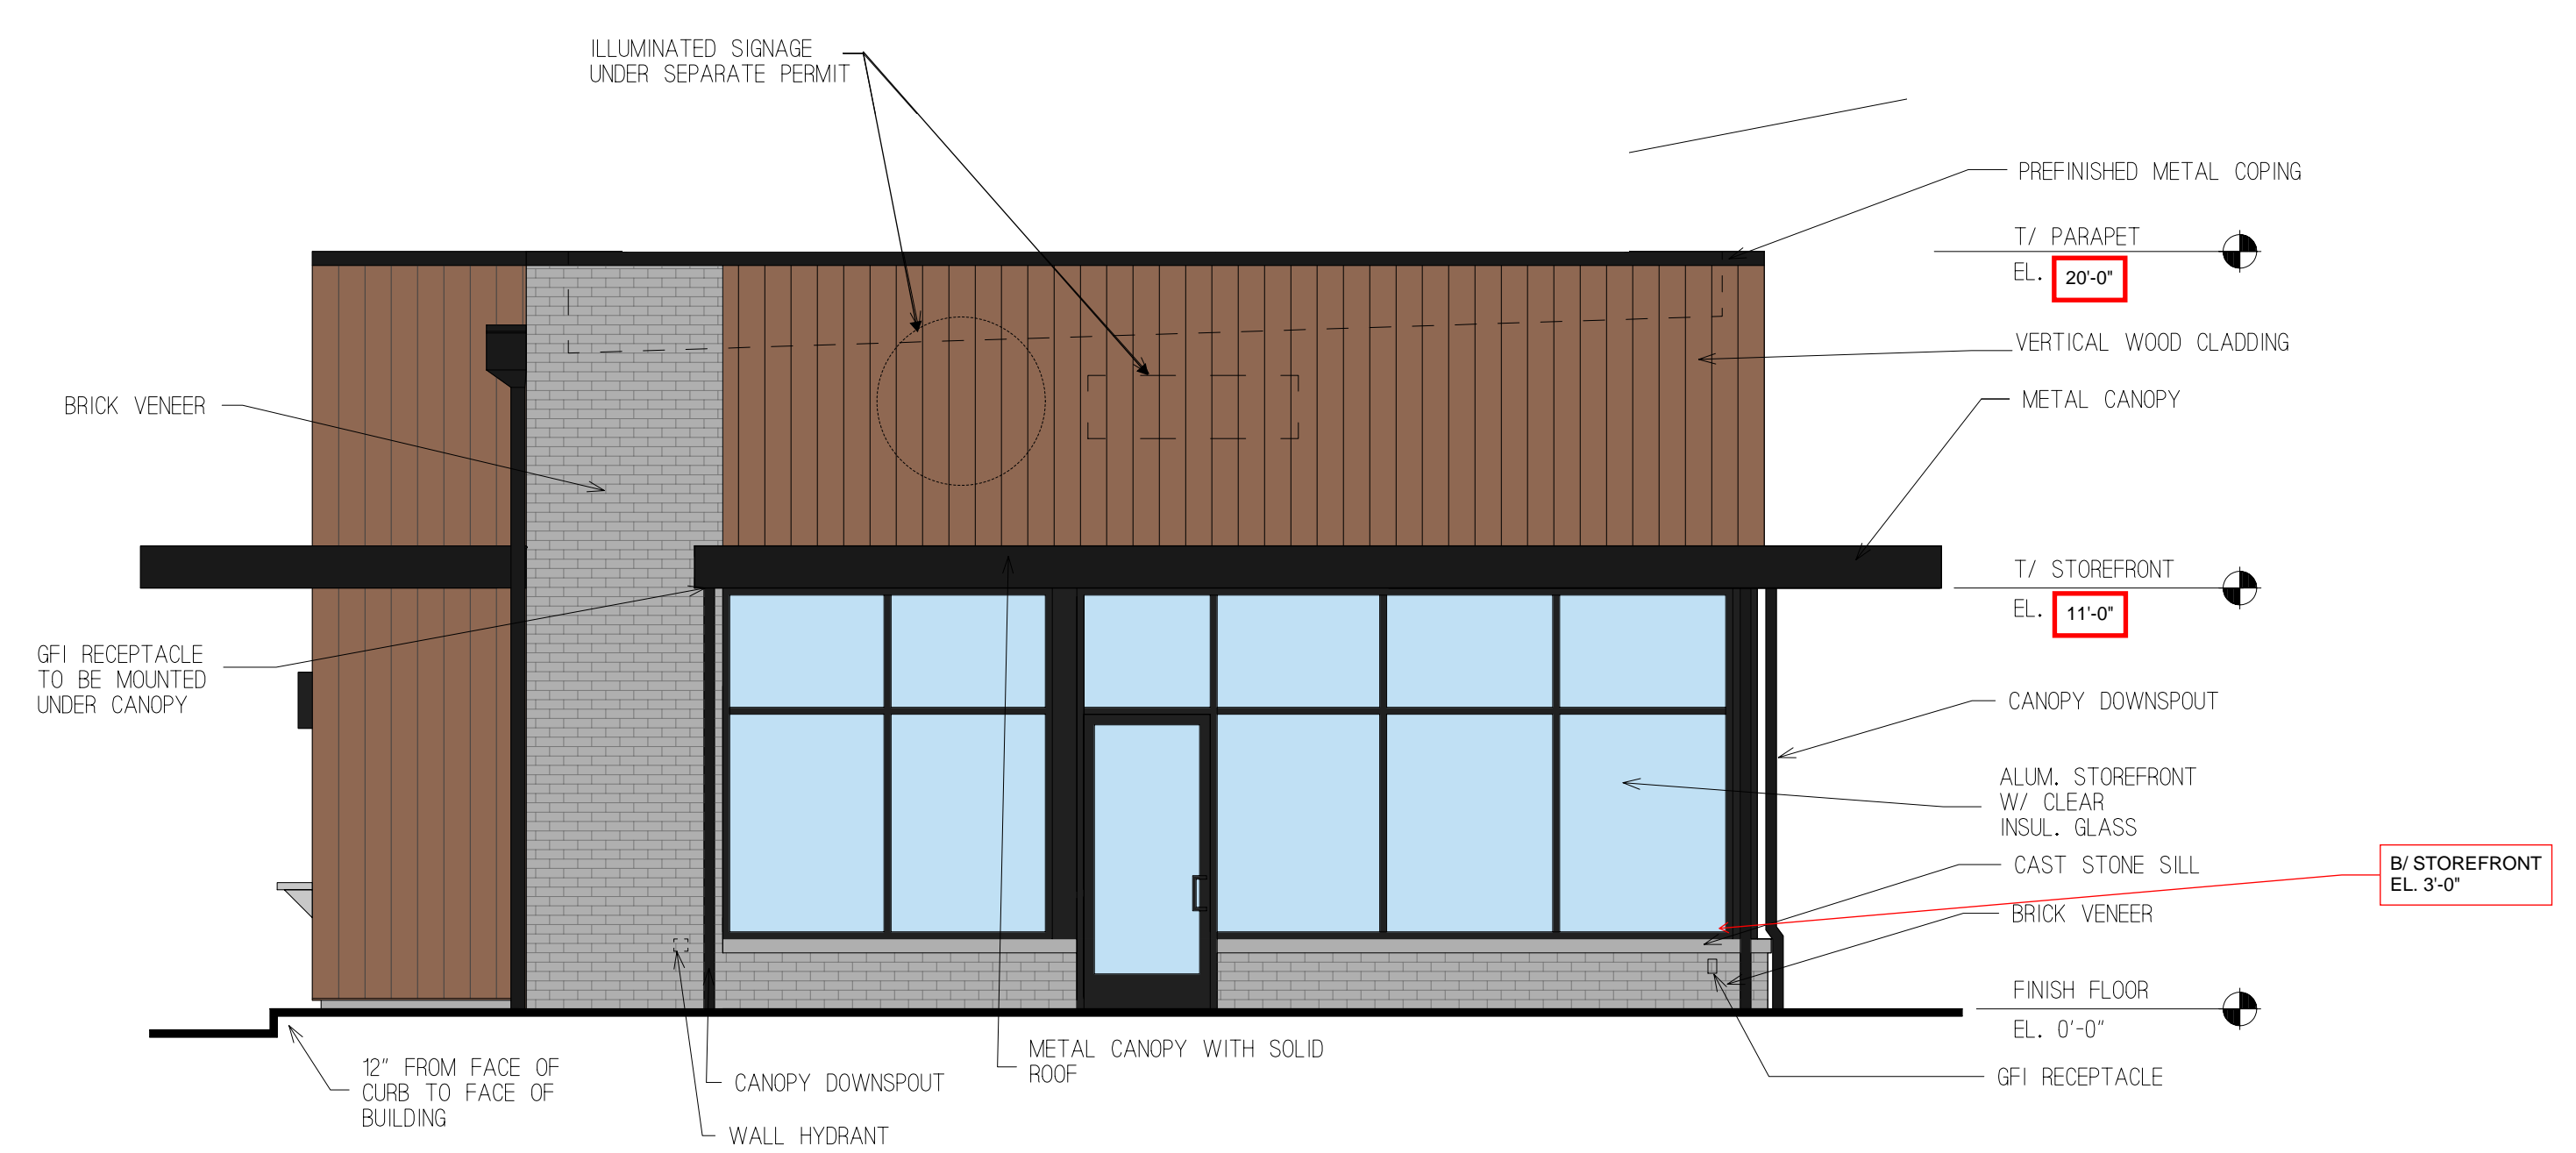 ILLUMINATED SIGNAGE
UNDER SEPARATE PERMIT
PREFINISHED METAL COPING
T/ PARAPET
EL. 20'-0"
VERTICAL WOOD CLADDING
METAL CANOPY
BRICK VENEER
T/ STOREFRONT
EL. 11'-0"
GFI RECEPTACLE
TO BE MOUNTED
UNDER CANOPY
CANOPY DOWNSPOUT
ALUM. STOREFRONT
W/ CLEAR
INSUL. GLASS
B/ STOREFRONT
EL. 3'-0"
CAST STONE SILL
BRICK VENEER
FINISH FLOOR
EL. 0'-0"
GFI RECEPTACLE
METAL CANOPY WITH SOLID
ROOF
12" FROM FACE OF
CURB TO FACE OF
BUILDING
CANOPY DOWNSPOUT
WALL HYDRANT